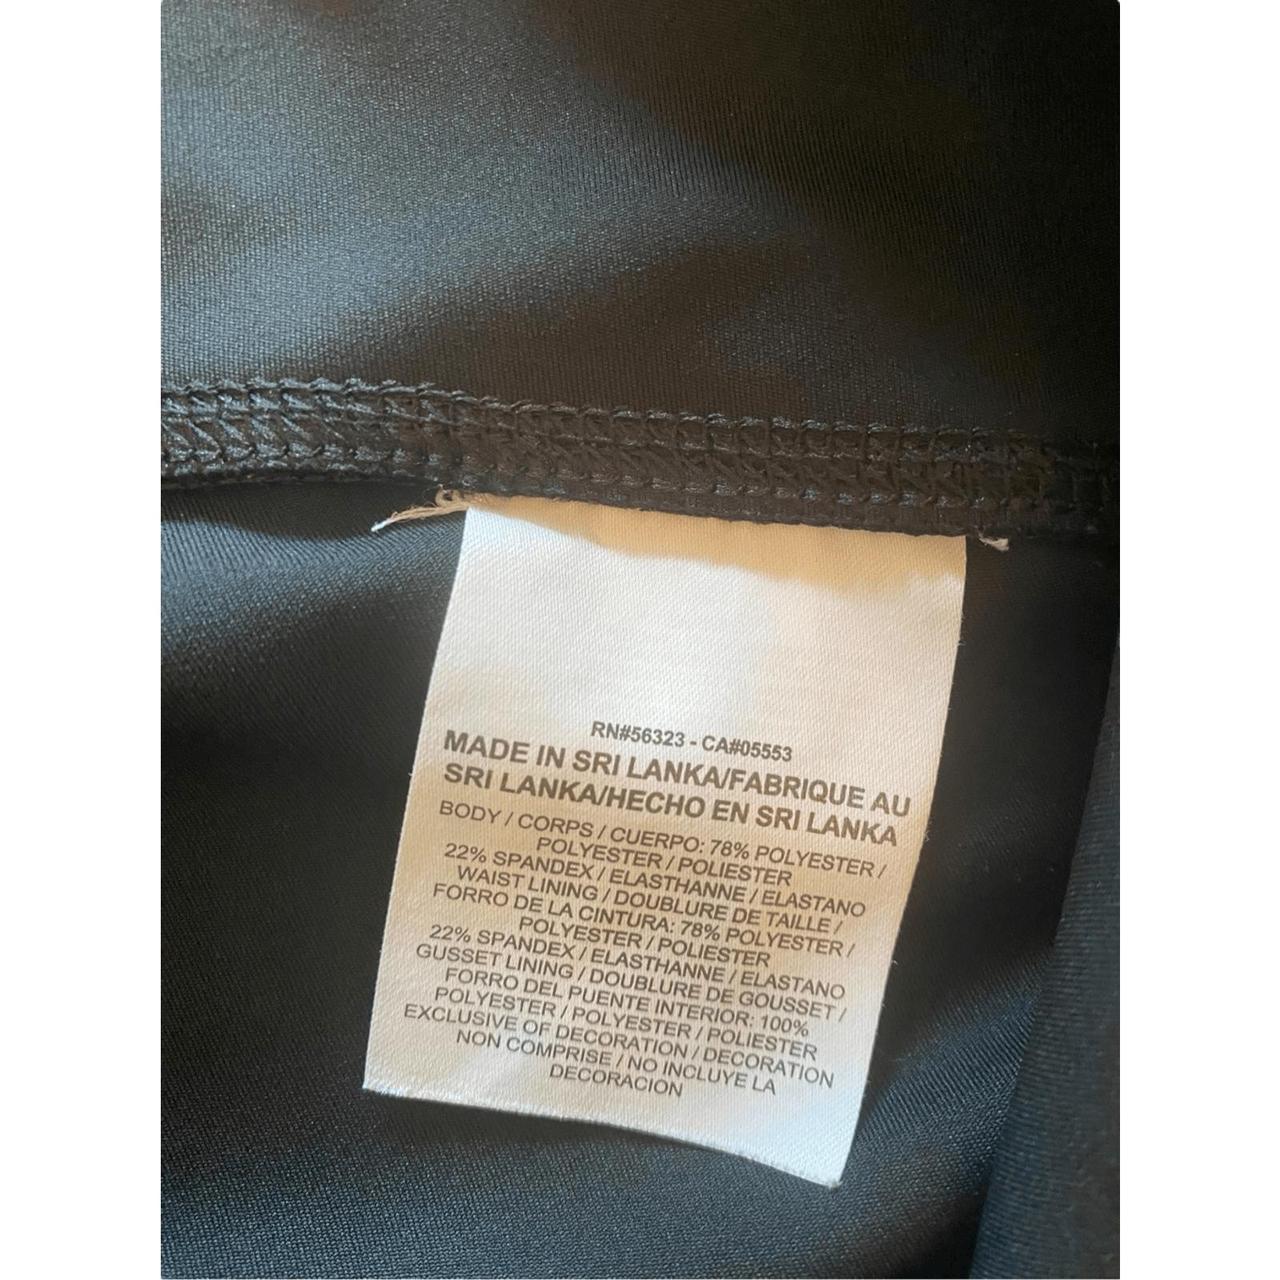 RN#56323 - CA#05553
MADE IN SRI LANKA/FABRIQUE AU
SRI LANKA/HECHO EN SRI LANKA
BODY / CORPS / CUERPO: 78% POLYESTER /
POLYESTER / POLIESTER
22% SPANDEX / ELASTHANNE / ELASTANO
WAIST LINING / DOUBLURE DE TAILLE /
FORRO DE LA CINTURA: 78% POLYESTER /
POLYESTER / POLIESTER
22% SPANDEX / ELASTHANNE / ELASTANO
GUSSET LINING / DOUBLURE DE GOUSSET /
FORRO DEL PUENTE INTERIOR: 100%
POLYESTER / POLYESTER / POLIESTER
EXCLUSIVE OF DECORATION / DECORATION
NON COMPRISE / NO INCLUYE LA
DECORACION